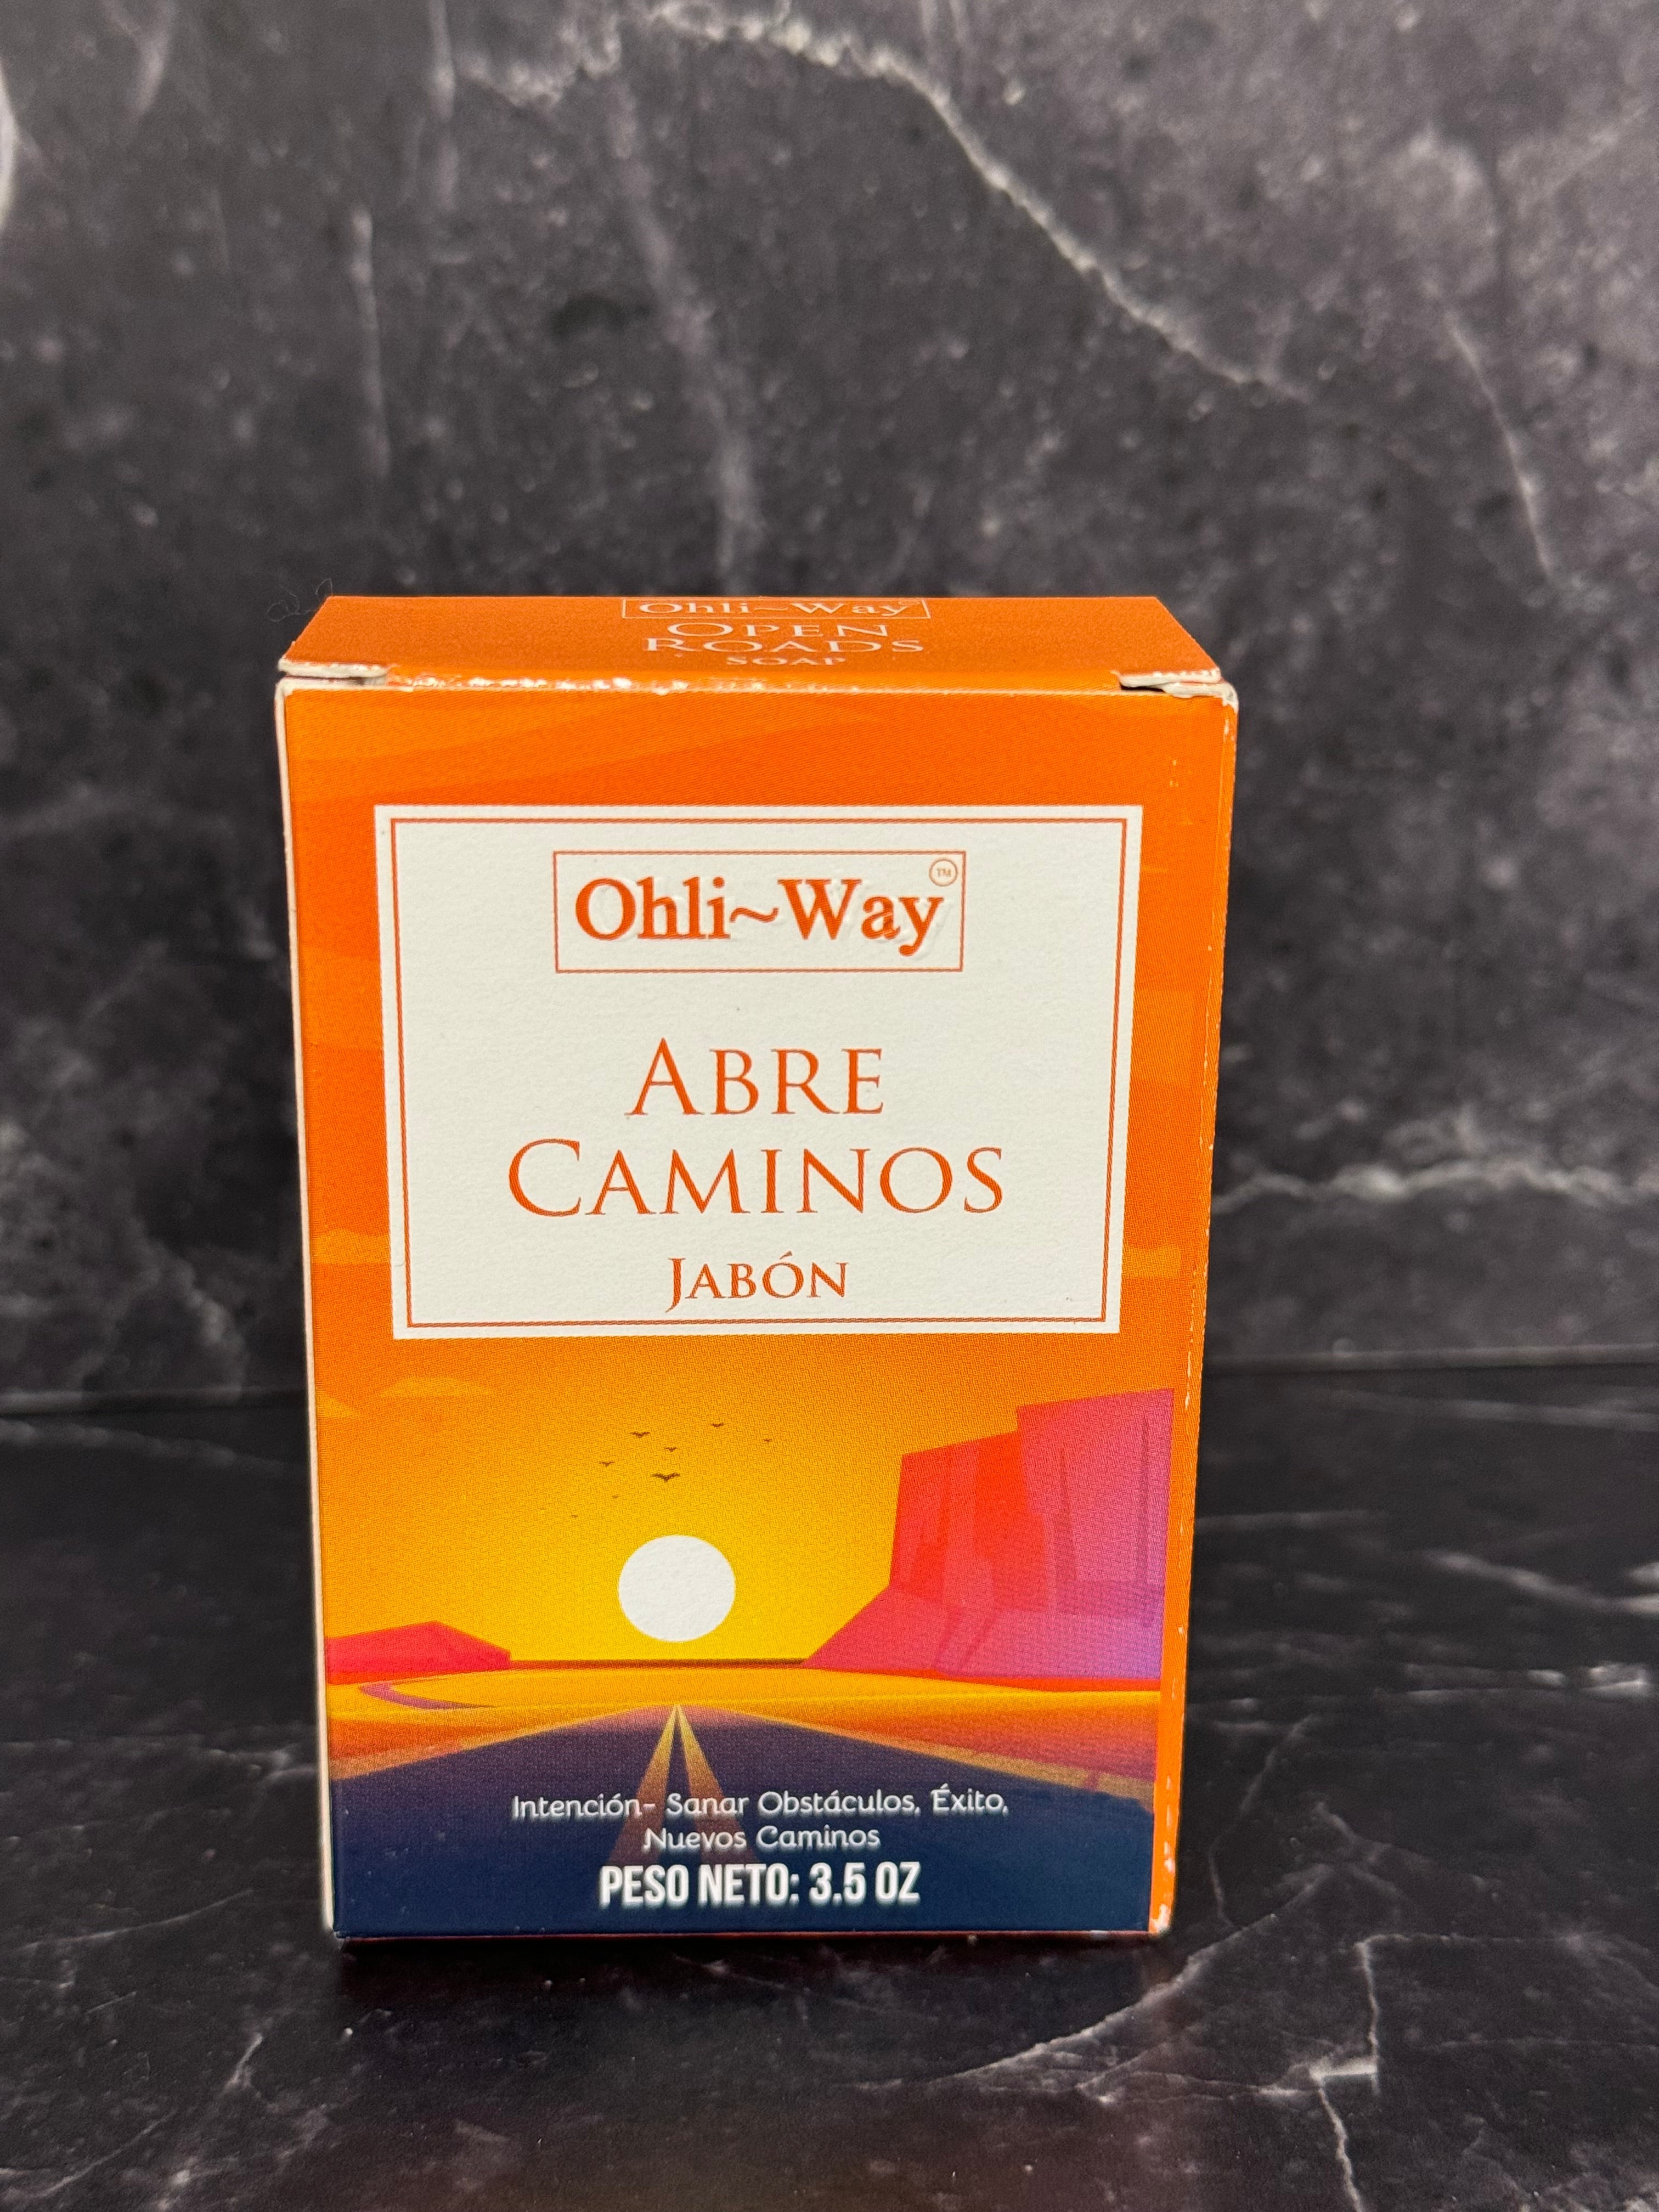 Ohli~Way
OPEN
ROADS
SOAP
Ohli~Way™
ABRE
CAMINOS
JABÓN
Intención- Sanar Obstáculos, Éxito,
Nuevos Caminos
PESO NETO: 3.5 OZ